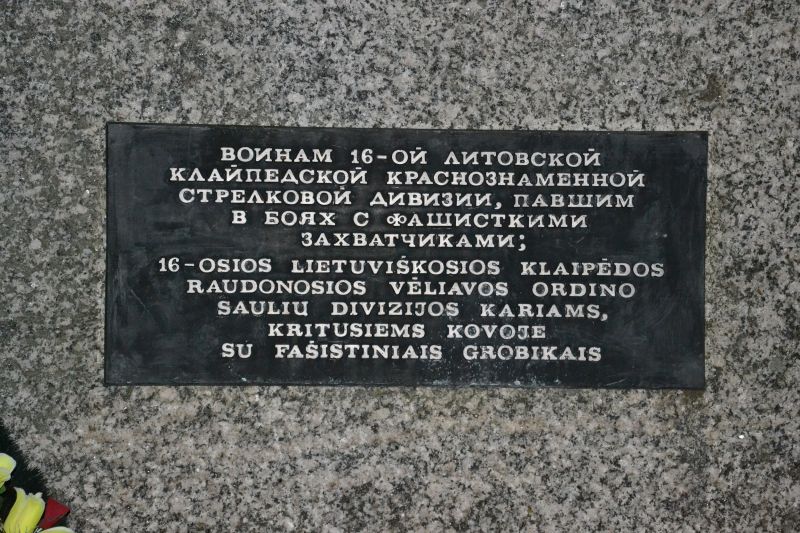 ВОИНАМ 16-ОЙ ЛИТОВСКОЙ
КЛАЙПЕДСКОЙ КРАСНОЗНАМЕННОЙ
СТРЕЛКОВОЙ ДИВИЗИИ, ПАВШИМ
В БОЯХ С ФАШИСТКИМИ
ЗАХВАТЧИКАМИ;
16-OSIOS LIETUVIŠKOSIOS KLAIPĖDOS
RAUDONOSIOS VĖLIAVOS ORDINO
SAULIŲ DIVIZIJOS KARIAMS,
KRITUSIEMS KOVOJE
SU FAŠISTINIAIS GROBIKAIS